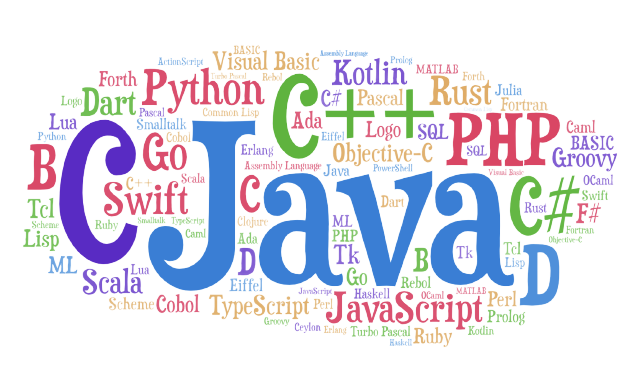 BASIC
Assembly Language
ActionScript
Visual Basic
Kotlin
Prolog
MATLAB
Forth
Turbo Pascal
Rebol
Forth
Python
C++
C#
Pascal
Rust
Julia
Logo
Dart
Pascal
Common Lisp
Ada
Fortran
Lua
Smalltalk
Eiffel
Logo
SQL
PHP
Caml
Python
Cobol
Go
Erlang
Objective-C
SQL
BASIC
Groovy
B
C
Java
Scala
Assembly Language
Java
PowerShell
Visual Basic
OCaml
C++
Swift
C
C#
Swift
Tcl
Dart
Rust
F#
Scheme
Ruby
Smalltalk
TypeScript
Clojure
ML
Fortran
Lisp
Caml
Ada
PHP
Objective-C
ML
Lua
D
Tk
B
Tk
Tcl
Lisp
D
Scala
Eiffel
Go
Rebol
Scheme
Cobol
TypeScript
Perl
JavaScript
Haskell
OCaml
MATLAB
Perl
JavaScript
Prolog
Groovy
Ceylon
Erlang
Turbo Pascal
Haskell
Ruby
Kotlin